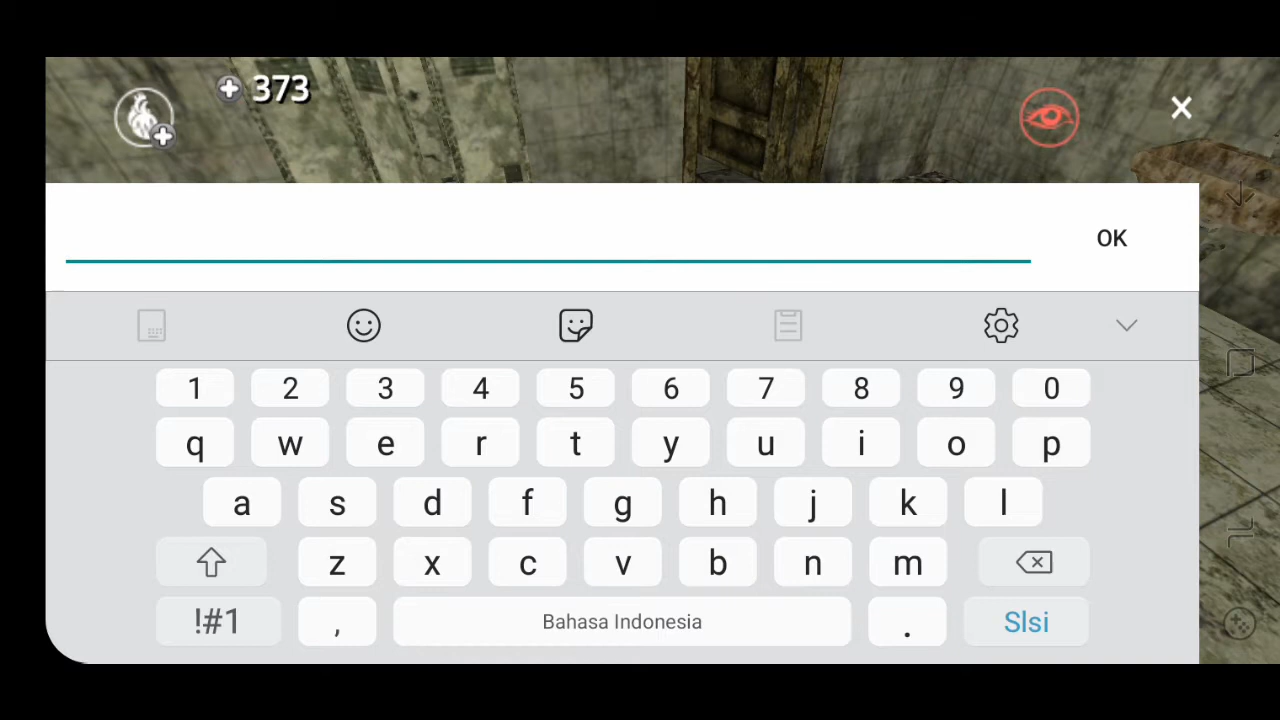 373
OK
1 2 3 4 5 6 7 8 9 0
q w e r t y u i o p
a s d f g h j k l
z x c v b n m
!#1 , Bahasa Indonesia . Slsi